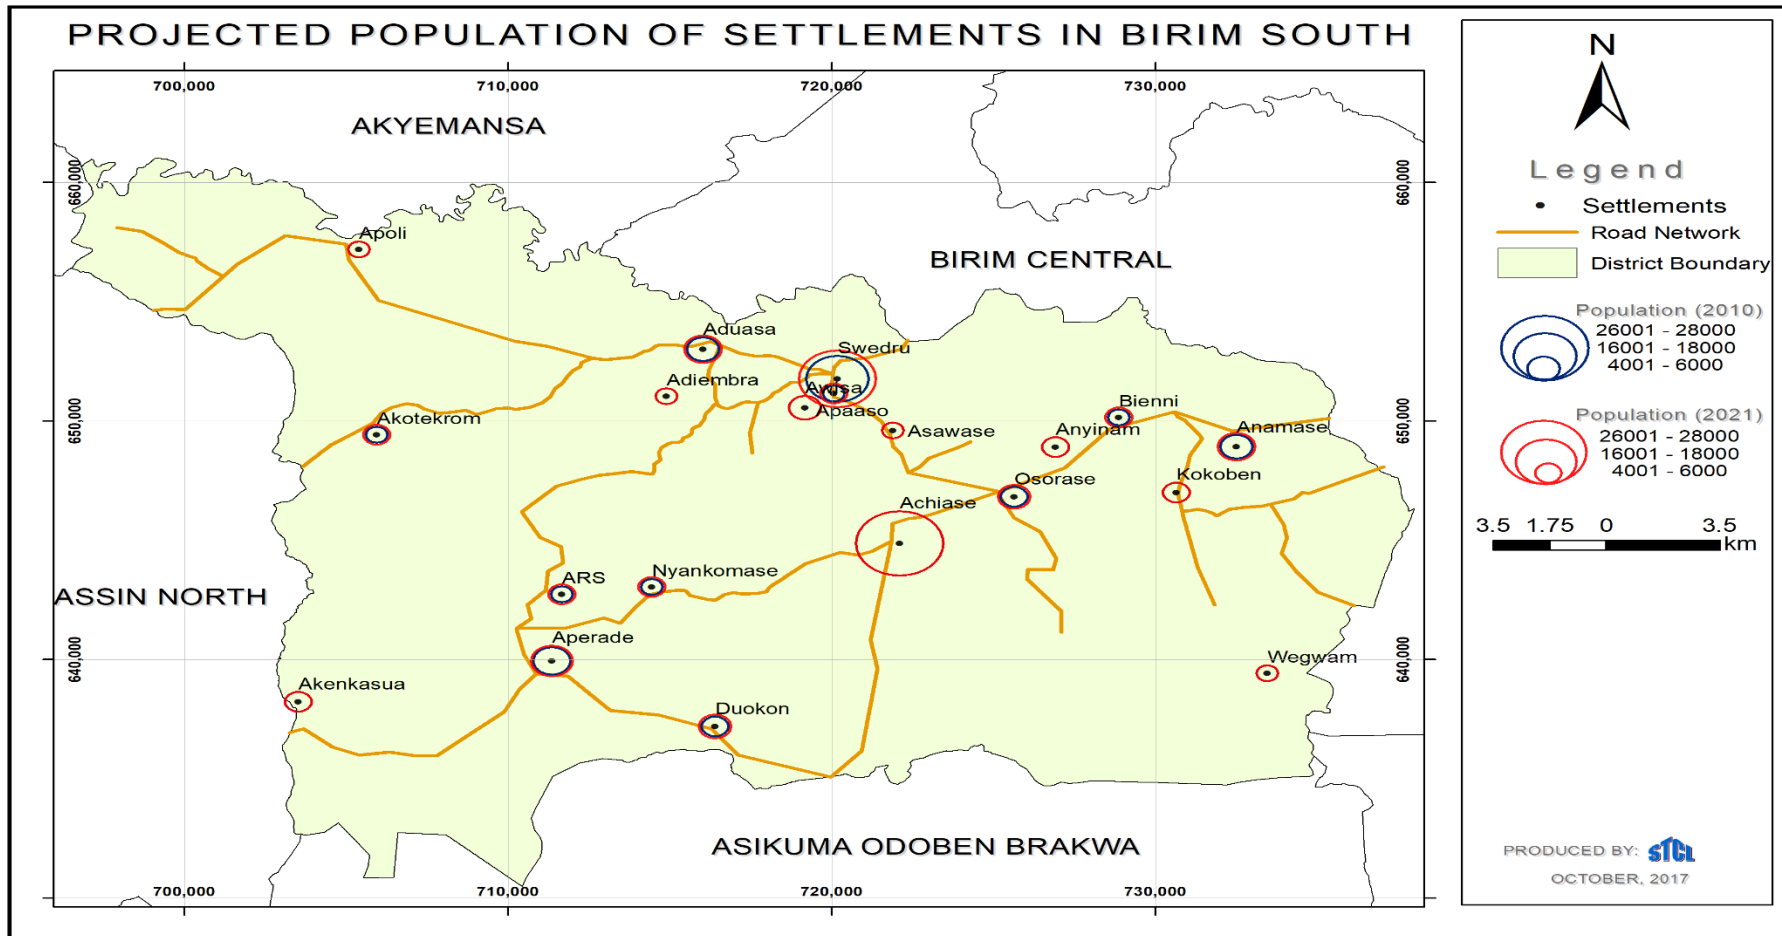 PROJECTED POPULATION OF SETTLEMENTS IN BIRIM SOUTH
700,000 710,000 720,000 730,000
AKYEMANSA
660,000 660,000
Apoli
BIRIM CENTRAL
Aduasa
Swedru
Adiembra
Awisa
Apaaso
Bienni
Akotekrom
650,000 650,000
Asawase
Anyinam
Anamase
Kokoben
Osorase
Achiase
ARS
Nyankomase
ASSIN NORTH
Aperade
640,000 640,000
Wegwam
Akenkasua
Duokon
ASIKUMA ODOBEN BRAKWA
700,000 710,000 720,000 730,000
N
Legend
Settlements
Road Network
District Boundary
Population (2010)
26001 - 28000
16001 - 18000
4001 - 6000
Population (2021)
26001 - 28000
16001 - 18000
4001 - 6000
3.5 1.75 0 3.5
km
PRODUCED BY: STCL
OCTOBER, 2017